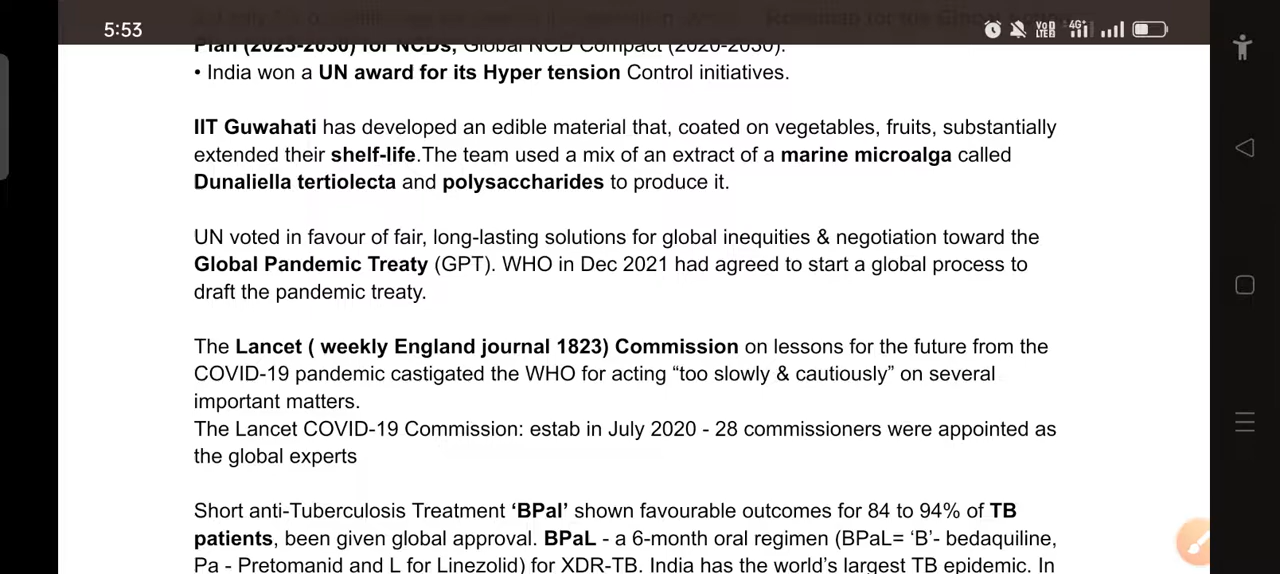 5:53
Plan (2023-2030) for NCDs, Global NCD Compact (2020-2030).
• India won a UN award for its Hyper tension Control initiatives.
IIT Guwahati has developed an edible material that, coated on vegetables, fruits, substantially
extended their shelf-life.The team used a mix of an extract of a marine microalga called
Dunaliella tertiolecta and polysaccharides to produce it.
UN voted in favour of fair, long-lasting solutions for global inequities & negotiation toward the
Global Pandemic Treaty (GPT). WHO in Dec 2021 had agreed to start a global process to
draft the pandemic treaty.
The Lancet ( weekly England journal 1823) Commission on lessons for the future from the
COVID-19 pandemic castigated the WHO for acting “too slowly & cautiously” on several
important matters.
The Lancet COVID-19 Commission: estab in July 2020 - 28 commissioners were appointed as
the global experts
Short anti-Tuberculosis Treatment ‘BPal’ shown favourable outcomes for 84 to 94% of TB
patients, been given global approval. BPaL - a 6-month oral regimen (BPaL= ‘B’- bedaquiline,
Pa - Pretomanid and L for Linezolid) for XDR-TB. India has the world’s largest TB epidemic. In